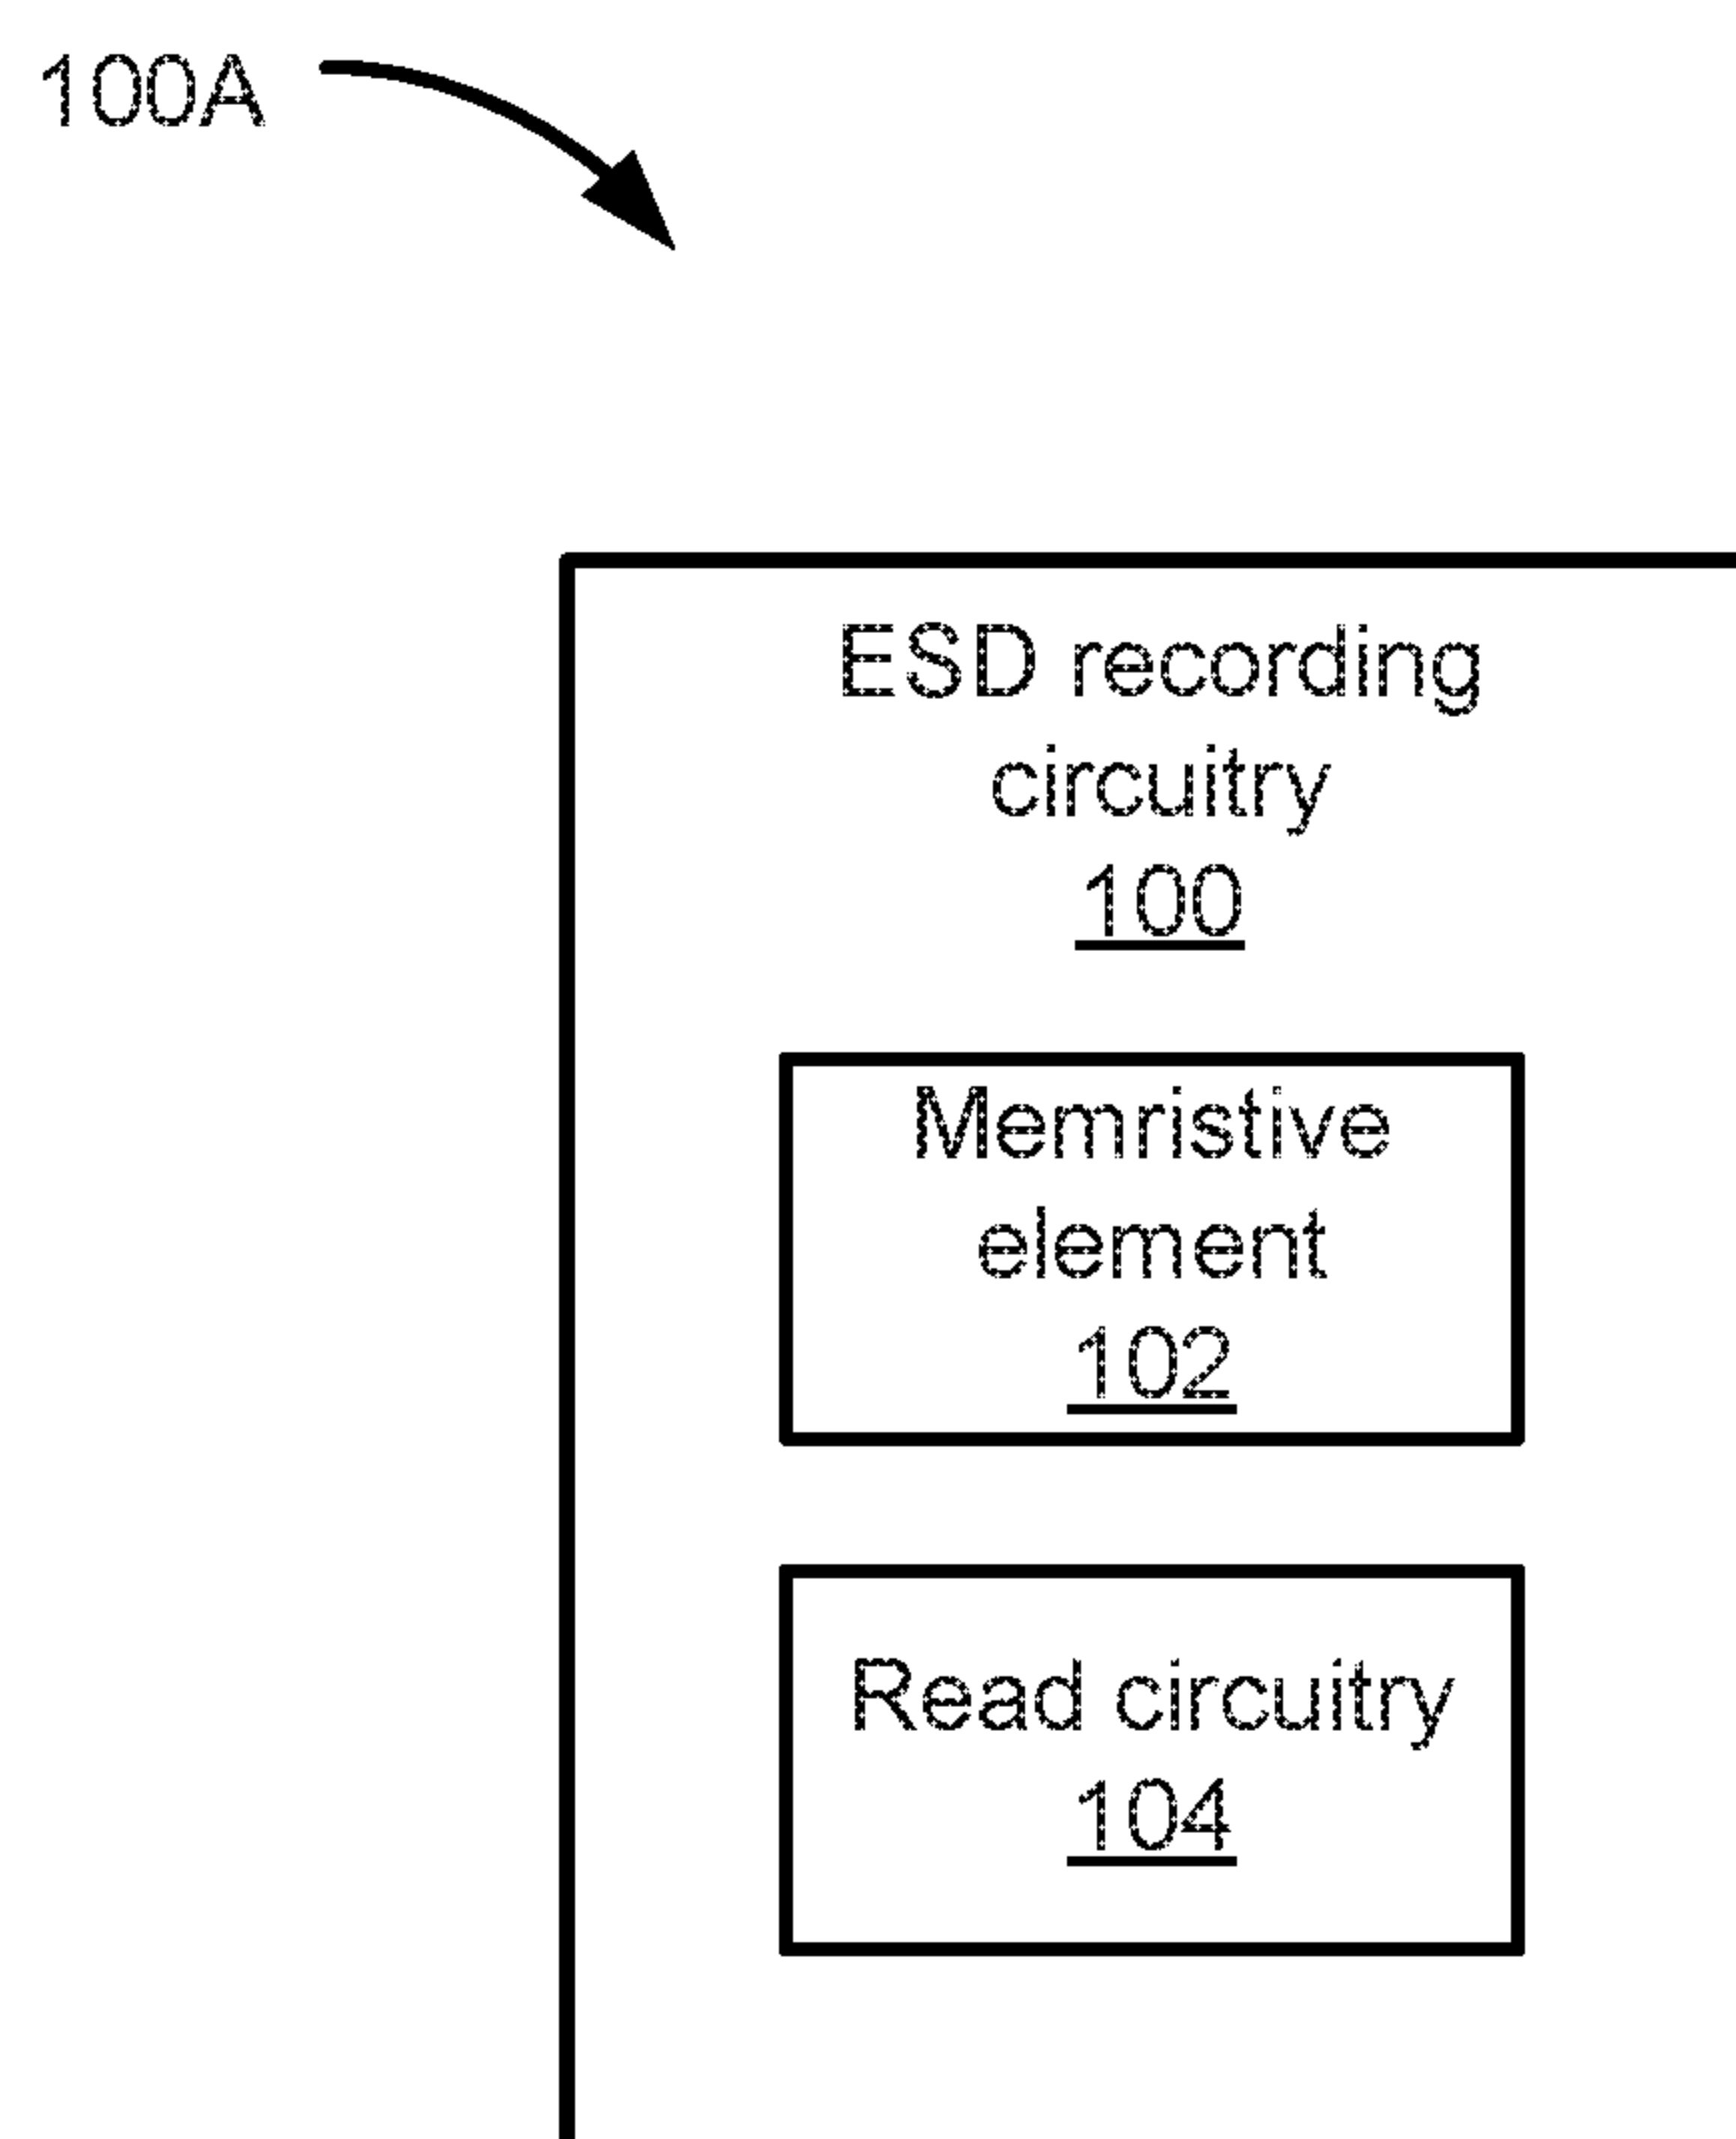 100A
ESD recording
circuitry
100
Memristive
element
102
Read circuitry
104